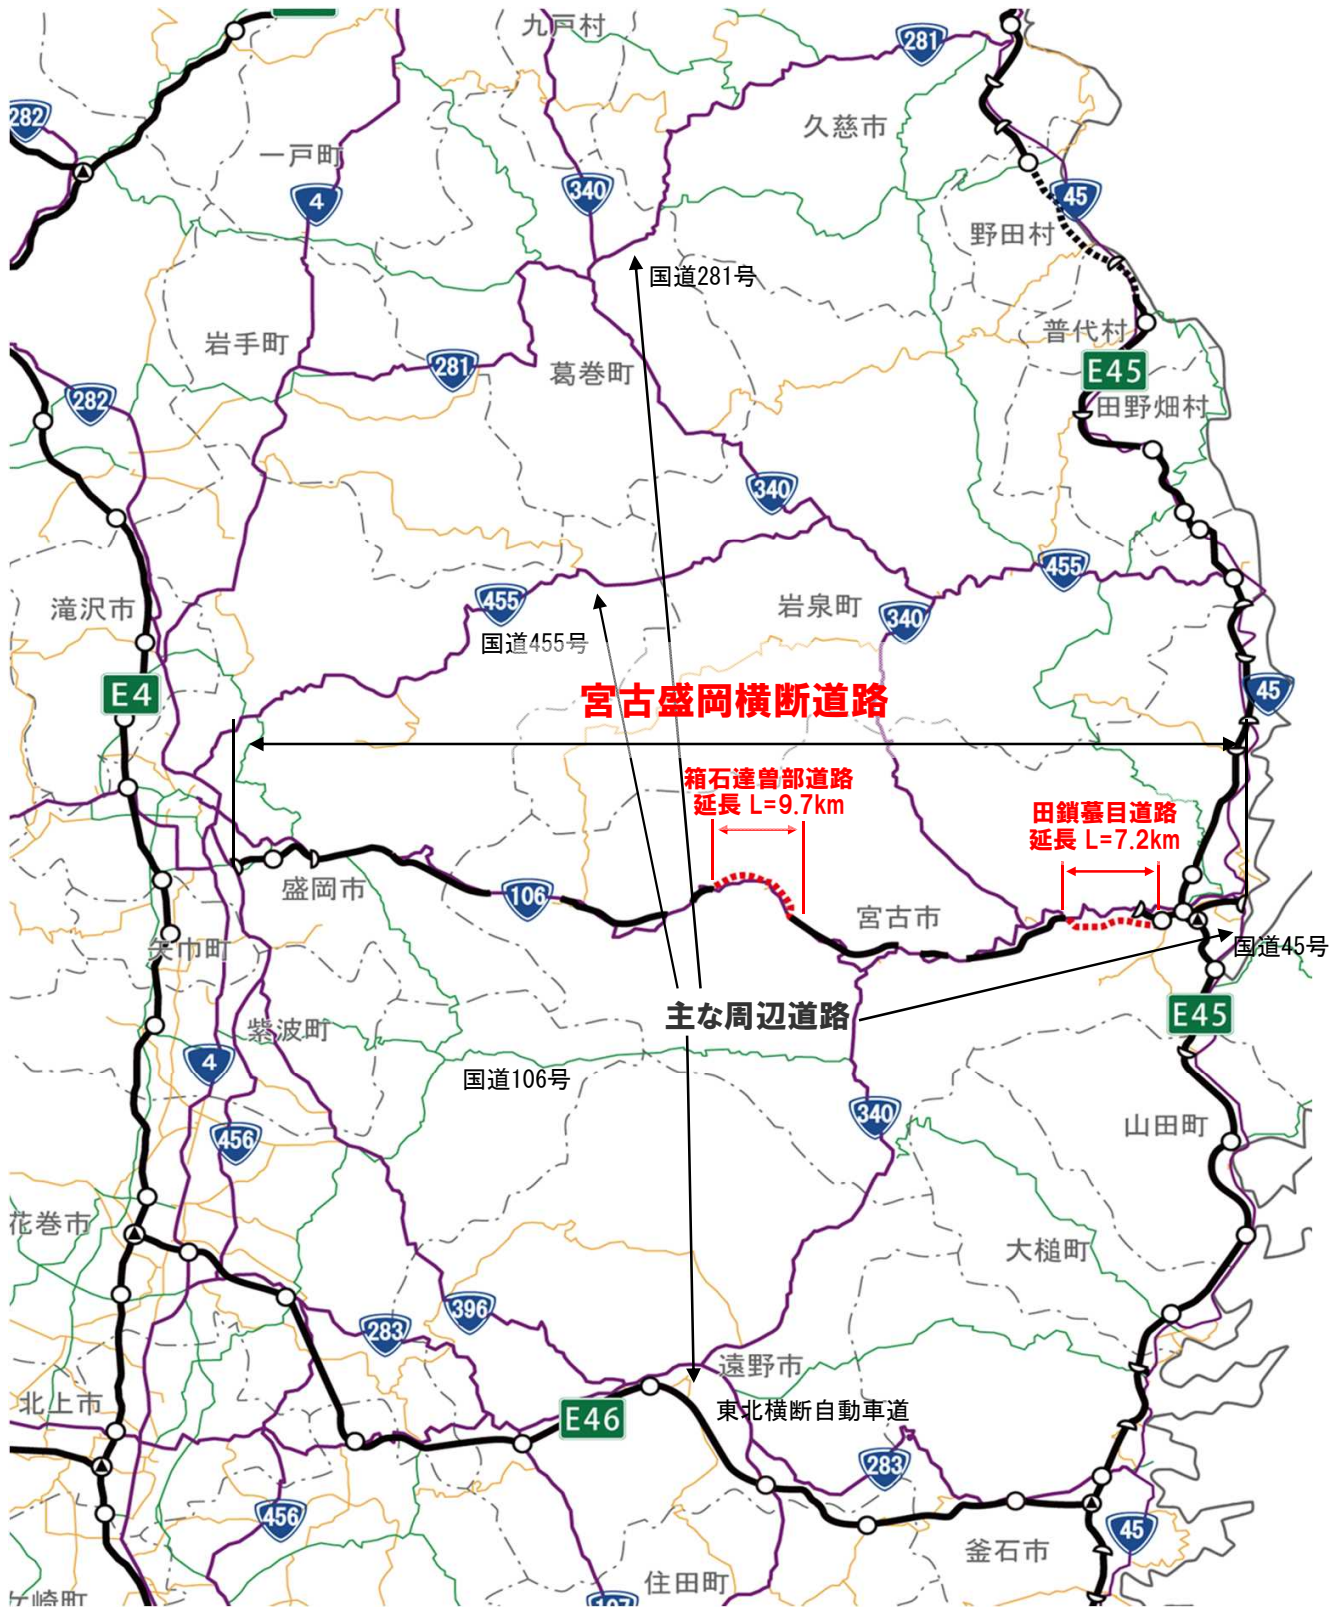 九戸村
281
282
久慈市
一戸町
4
340
45
野田村
国道281号
岩手町
普代村
281
葛巻町
E45
282
田野畑村
340
455
滝沢市
455
岩泉町
340
国道455号
E4
宮古盛岡横断道路
45
箱石達曽部道路
延長 L=9.7km
田鎖蟇目道路
延長 L=7.2km
盛岡市
106
宮古市
矢巾町
国道45号
主な周辺道路
紫波町
E45
4
国道106号
340
456
山田町
花巻市
大槌町
396
283
遠野市
北上市
E46
東北横断自動車道
283
456
45
釜石市
住田町
107
ケ崎町